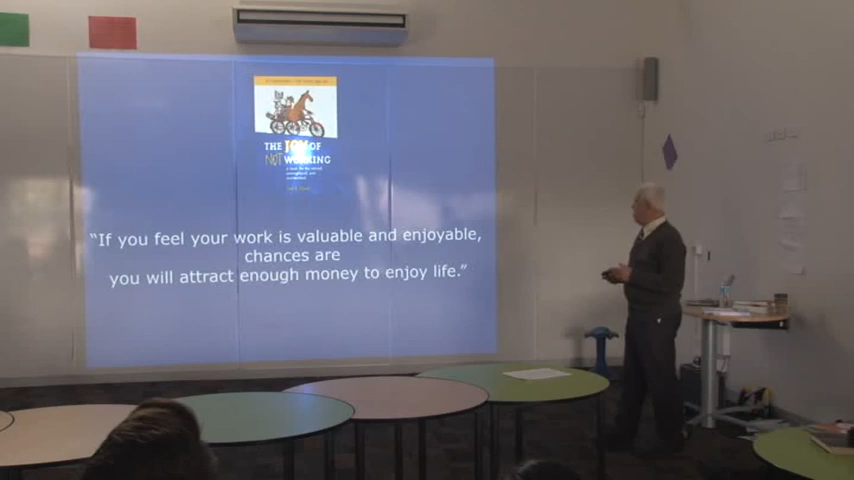 THE JOY OF
NOT WORKING
“If you feel your work is valuable and enjoyable,
chances are
you will attract enough money to enjoy life.”